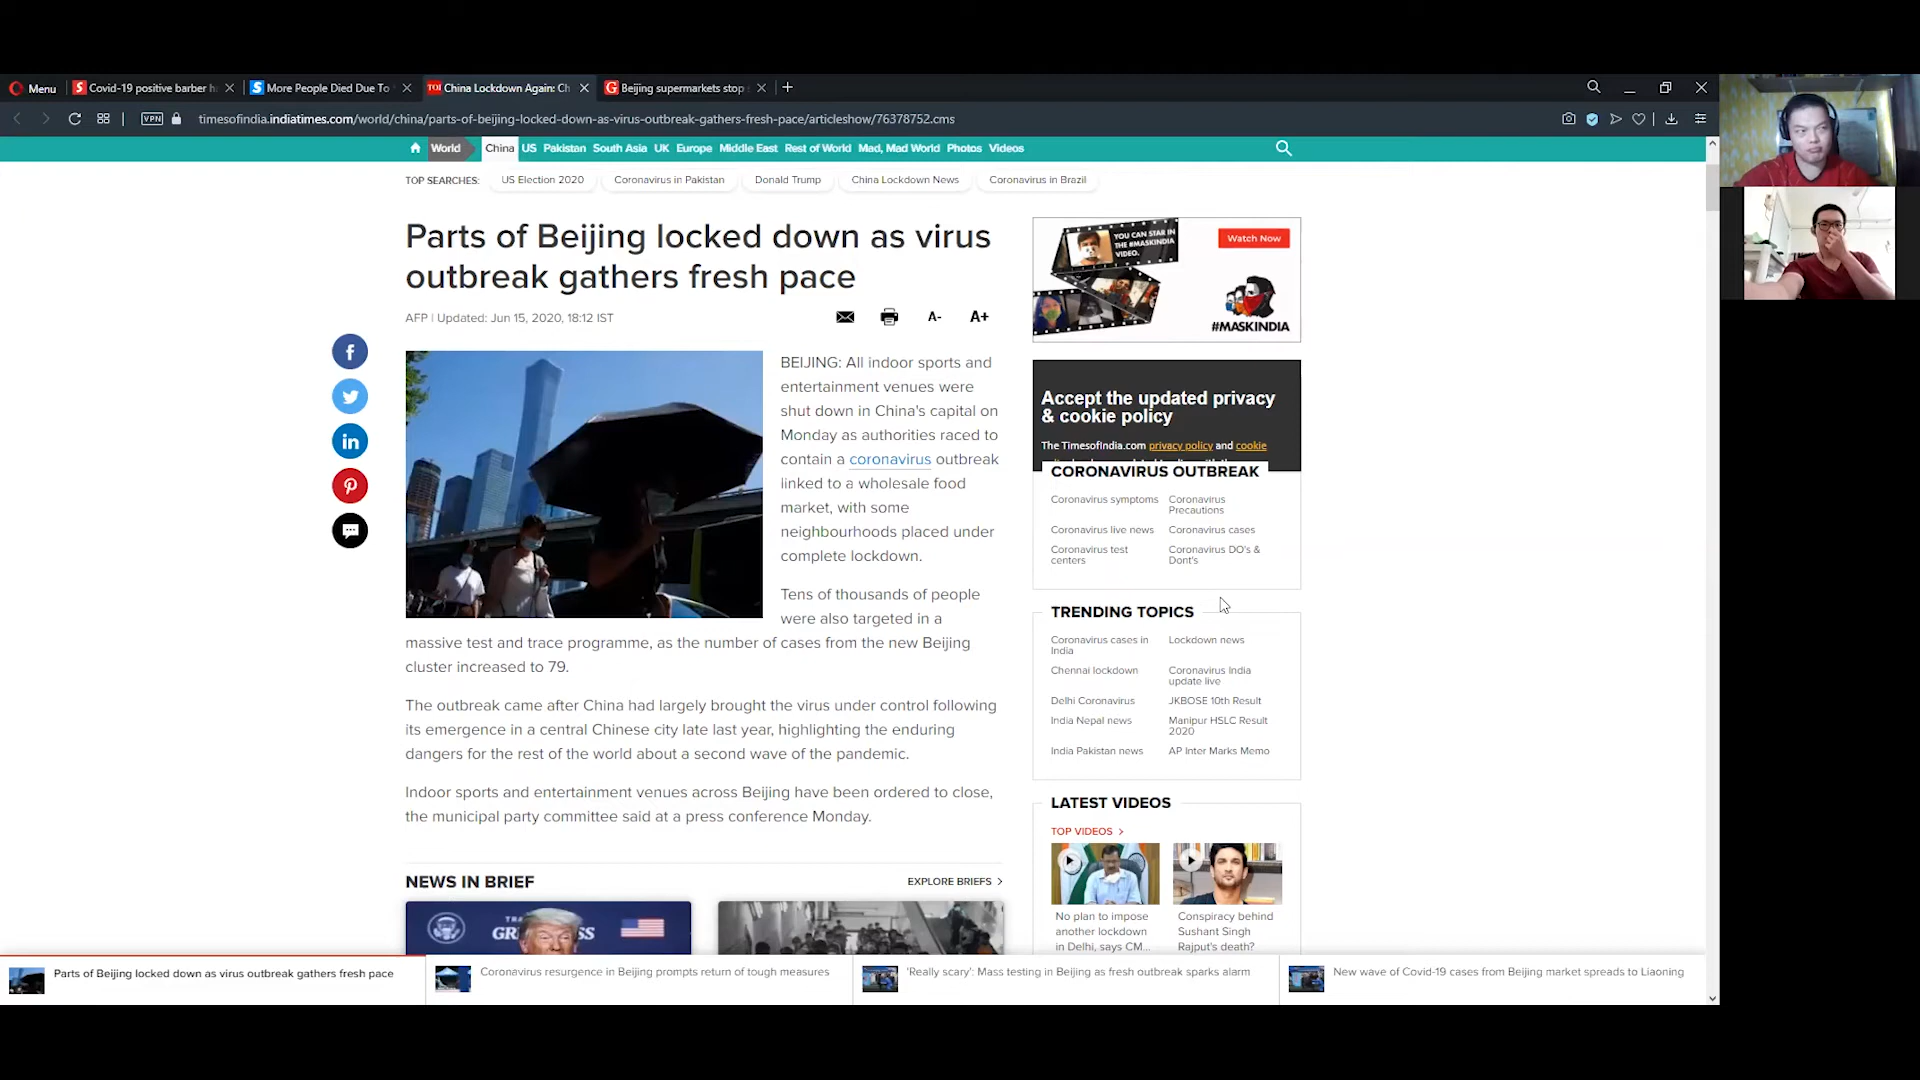 Menu
Covid-19 positive barber h
More People Died Due To
TOI China Lockdown Again: Ch
G Beijing supermarkets stop
VPN
timesofindia.indiatimes.com/world/china/parts-of-beijing-locked-down-as-virus-outbreak-gathers-fresh-pace/articleshow/76378752.cms
World China US Pakistan South Asia UK Europe Middle East Rest of World Mad, Mad World Photos Videos
TOP SEARCHES: US Election 2020 Coronavirus in Pakistan Donald Trump China Lockdown News Coronavirus in Brazil
Parts of Beijing locked down as virus
outbreak gathers fresh pace
AFP | Updated: Jun 15, 2020, 18:12 IST
A- A+
BEIJING: All indoor sports and
entertainment venues were
shut down in China's capital on
Monday as authorities raced to
contain a coronavirus outbreak
linked to a wholesale food
market, with some
neighbourhoods placed under
complete lockdown.
Tens of thousands of people
were also targeted in a
massive test and trace programme, as the number of cases from the new Beijing
cluster increased to 79.
The outbreak came after China had largely brought the virus under control following
its emergence in a central Chinese city late last year, highlighting the enduring
dangers for the rest of the world about a second wave of the pandemic.
Indoor sports and entertainment venues across Beijing have been ordered to close,
the municipal party committee said at a press conference Monday.
NEWS IN BRIEF
EXPLORE BRIEFS >
YOU CAN STAR IN
THE #MASKINDIA
VIDEO.
Watch Now
#MASKINDIA
Accept the updated privacy
& cookie policy
The TimesofIndia.com privacy policy and cookie
CORONAVIRUS OUTBREAK
Coronavirus symptoms
Coronavirus
Precautions
Coronavirus live news
Coronavirus cases
Coronavirus test
centers
Coronavirus DO's &
Dont's
TRENDING TOPICS
Coronavirus cases in
India
Lockdown news
Chennai lockdown
Coronavirus India
update live
Delhi Coronavirus
JKBOSE 10th Result
India Nepal news
Manipur HSLC Result
2020
India Pakistan news
AP Inter Marks Memo
LATEST VIDEOS
TOP VIDEOS >
No plan to impose
another lockdown
in Delhi, says CM...
Conspiracy behind
Sushant Singh
Rajput's death?
Parts of Beijing locked down as virus outbreak gathers fresh pace
Coronavirus resurgence in Beijing prompts return of tough measures
'Really scary': Mass testing in Beijing as fresh outbreak sparks alarm
New wave of Covid-19 cases from Beijing market spreads to Liaoning